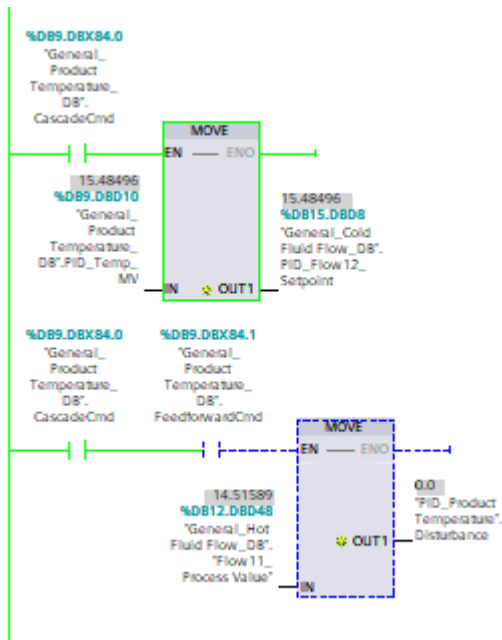 %DB9.DBX84.0
"General_
Product
Temperature_
DB".
CascadeCmd
MOVE
EN
ENO
15.48496
%DB9.DBD10
"General_
Product
Temperature_
DB".PID_Temp_
MV
IN
OUT1
15.48496
%DB15.DBD8
"General_Cold
Fluid Flow_DB".
PID_Flow12_
Setpoint
%DB9.DBX84.0
"General_
Product
Temperature_
DB".
CascadeCmd
%DB9.DBX84.1
"General_
Product
Temperature_
DB".
FeedforwardCmd
MOVE
EN
ENO
14.51589
%DB12.DBD48
"General_Hot
Fluid Flow_DB".
"Flow11_
Process Value"
IN
OUT1
0.0
"PID_Product
Temperature".
Disturbance